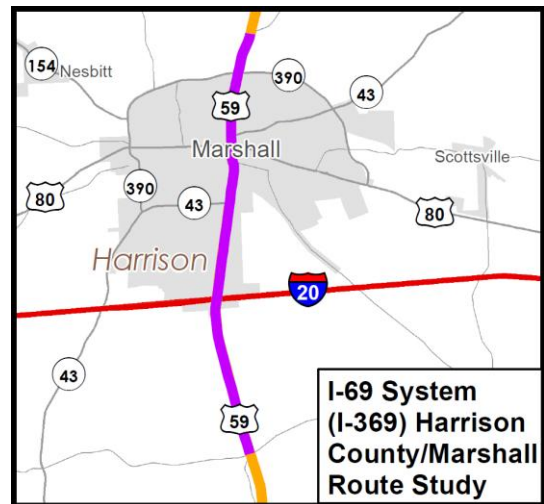 154
Nesbitt
390
43
59
Marshall
Scottsville
390
80
43
80
Harrison
20
43
59
I-69 System
(I-369) Harrison
County/Marshall
Route Study